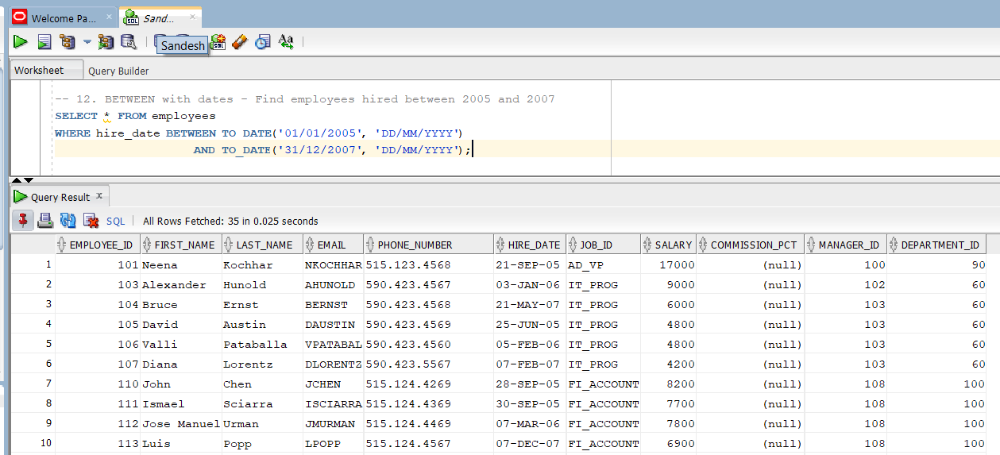 Welcome Pa...
Sand...
Sandesh
Worksheet
Query Builder
-- 12. BETWEEN with dates - Find employees hired between 2005 and 2007
SELECT * FROM employees
WHERE hire_date BETWEEN TO_DATE('01/01/2005', 'DD/MM/YYYY')
AND TO_DATE('31/12/2007', 'DD/MM/YYYY');
Query Result
SQL | All Rows Fetched: 35 in 0.025 seconds
EMPLOYEE_ID FIRST_NAME LAST_NAME EMAIL PHONE_NUMBER HIRE_DATE JOB_ID SALARY COMMISSION_PCT MANAGER_ID DEPARTMENT_ID
1 101 Neena Kochhar NKOCHHAR 515.123.4568 21-SEP-05 AD_VP 17000 (null) 100 90
2 103 Alexander Hunold AHUNOLD 590.423.4567 03-JAN-06 IT_PROG 9000 (null) 102 60
3 104 Bruce Ernst BERNST 590.423.4568 21-MAY-07 IT_PROG 6000 (null) 103 60
4 105 David Austin DAUSTIN 590.423.4569 25-JUN-05 IT_PROG 4800 (null) 103 60
5 106 Valli Pataballa VPATABAL 590.423.4560 05-FEB-06 IT_PROG 4800 (null) 103 60
6 107 Diana Lorentz DLORENTZ 590.423.5567 07-FEB-07 IT_PROG 4200 (null) 103 60
7 110 John Chen JCHEN 515.124.4269 28-SEP-05 FI_ACCOUNT 8200 (null) 108 100
8 111 Ismael Sciarra ISCIARRA 515.124.4369 30-SEP-05 FI_ACCOUNT 7700 (null) 108 100
9 112 Jose Manuel Urman JMURMAN 515.124.4469 07-MAR-06 FI_ACCOUNT 7800 (null) 108 100
10 113 Luis Popp LPOPP 515.124.4567 07-DEC-07 FI_ACCOUNT 6900 (null) 108 100